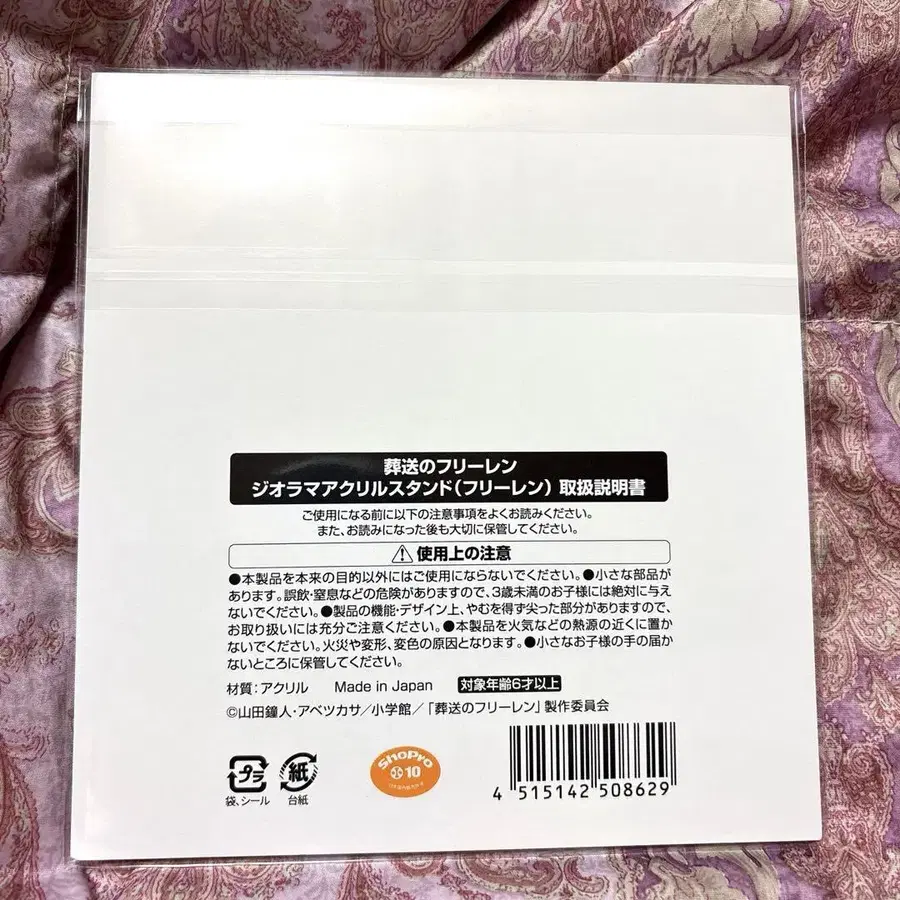 葬送のフリーレン
ジオラマアクリルスタンド(フリーレン) 取扱説明書
ご使用になる前に以下の注意事項をよくお読みください。
また、お読みになった後も大切に保管してください。
⚠使用上の注意
●本製品を本来の目的以外にはご使用にならないでください。●小さな部品が
あります。誤飲・窒息などの危険がありますので、3歳未満のお子様には絶対に与え
ないでください。●製品の機能・デザイン上、やむを得ず尖った部分がありますので、
お取り扱いには充分ご注意ください。●本製品を火気などの熱源の近くに置か
ないでください。火災や変形、変色の原因となります。●小さなお子様の手の届か
ないところに保管してください。
材質：アクリル Made in Japan 対象年齢6才以上
©山田鐘人・アベツカサ／小学館／「葬送のフリーレン」製作委員会
プラ
袋、シール
紙
台紙
ShoPro
10
4 515142 508629